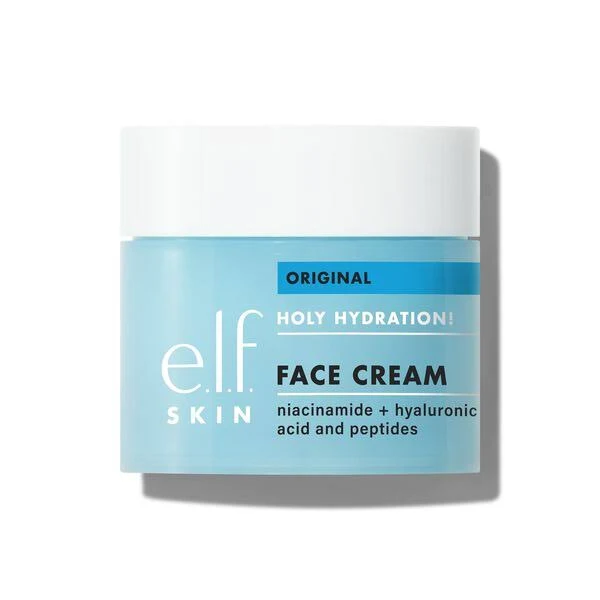 e.l.f.
SKIN
ORIGINAL
HOLY HYDRATION!
FACE CREAM
niacinamide + hyaluronic
acid and peptides